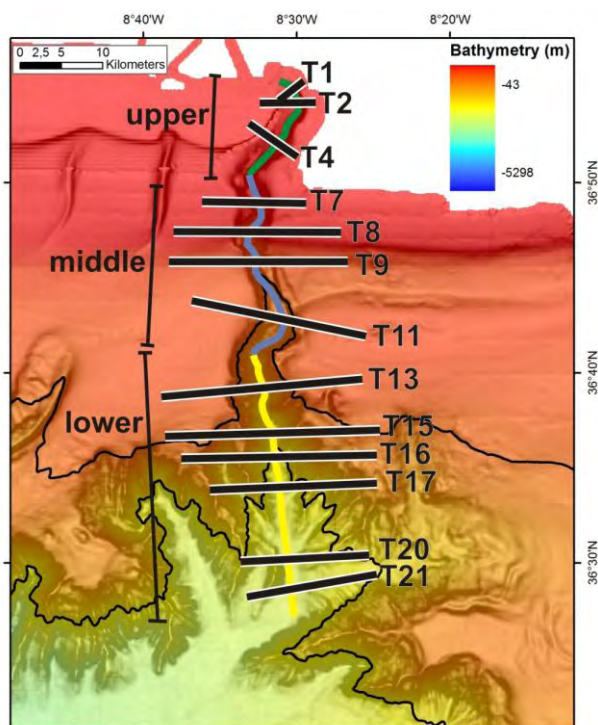 8°40' 8°30' 8°20'
0 2,5 5 10
Kilometers
Bathymetry (m)
-43
-5298
T1
T2
upper
T4
36°50'
T7
T8
middle
T9
T11
36°40'
T13
lower
T15
T16
T17
36°30'
T20
T21